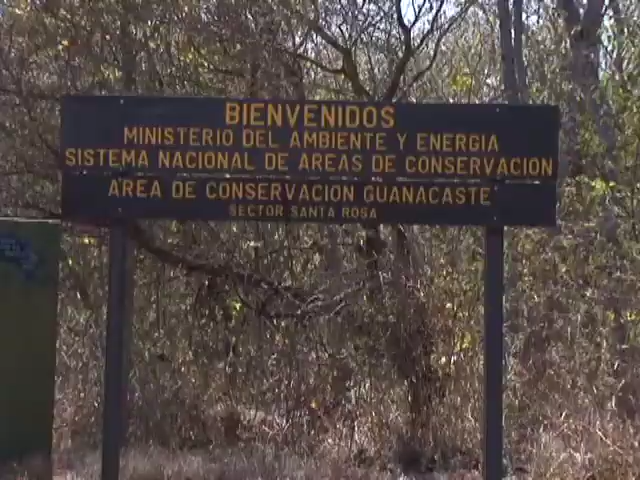 BIENVENIDOS
MINISTERIO DEL AMBIENTE Y ENERGIA
SISTEMA NACIONAL DE AREAS DE CONSERVACION
AREA DE CONSERVACION GUANACASTE
SECTOR SANTA ROSA